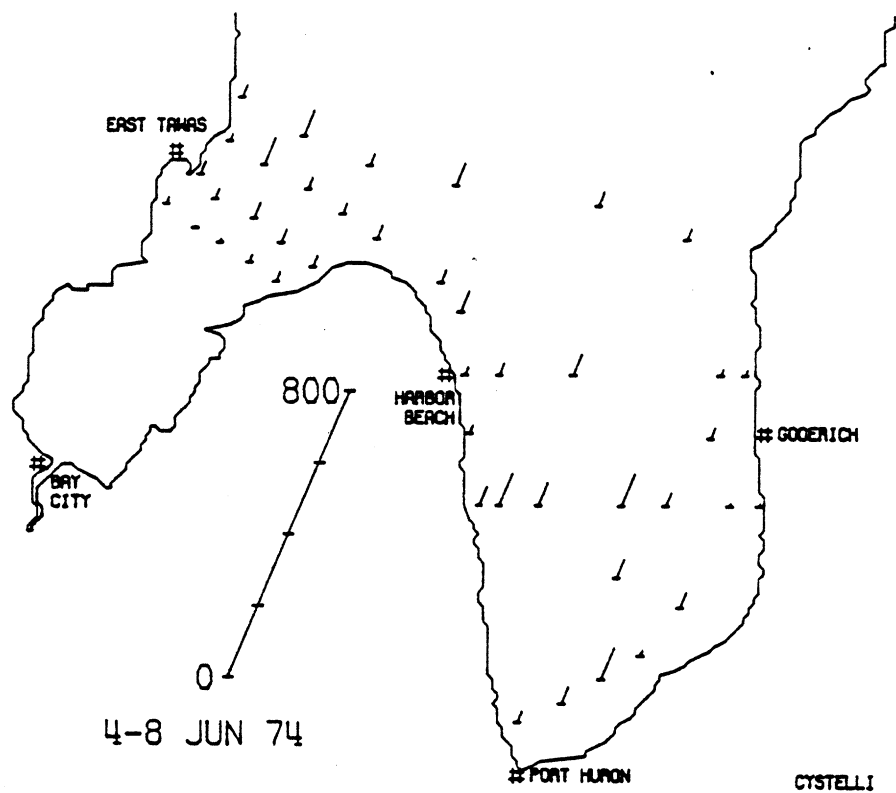 EAST TAWAS
#
800
#
HARBOR
BEACH
# GODERICH
#
BAY
CITY
0
4-8 JUN 74
# PORT HURON
CYSTELLI